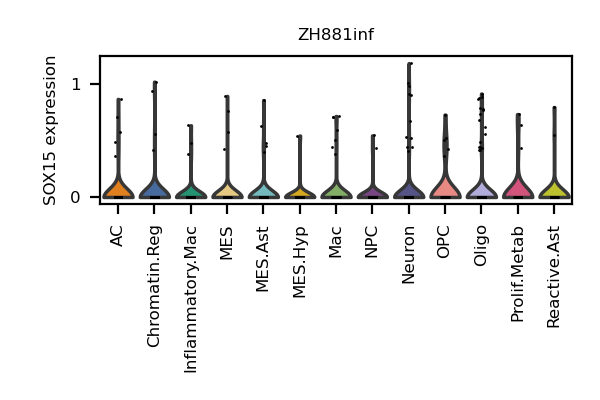 ZH881inf
SOX15 expression
1
0
AC
Chromatin.Reg
Inflammatory.Mac
MES
MES.Ast
MES.Hyp
Mac
NPC
Neuron
OPC
Oligo
Prolif.Metab
Reactive.Ast